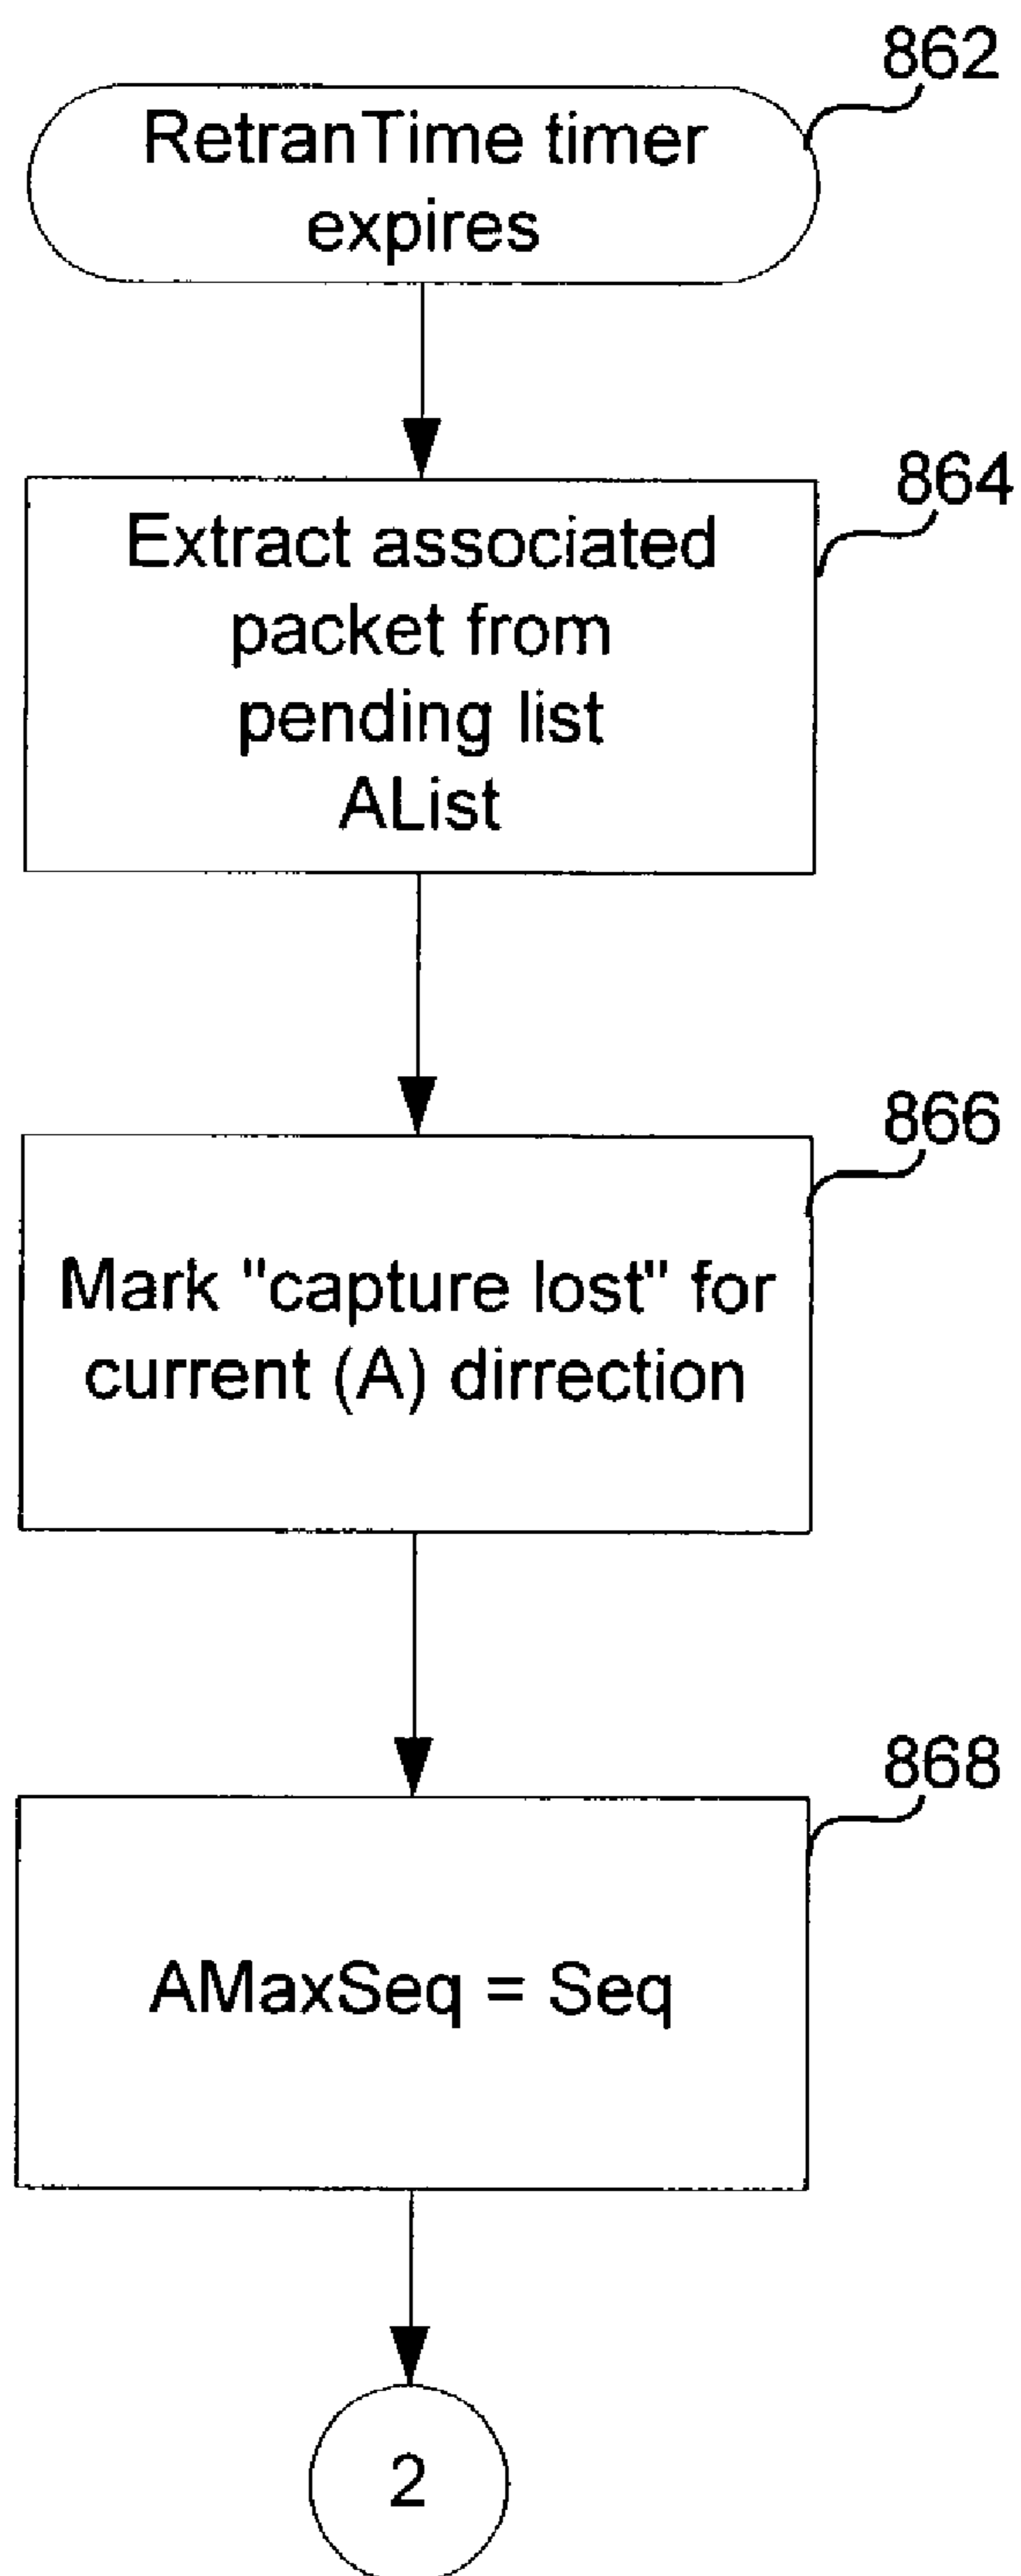 862
RetranTime timer
expires
864
Extract associated
packet from
pending list
AList
866
Mark "capture lost" for
current (A) dirrection
868
AMaxSeq = Seq
2